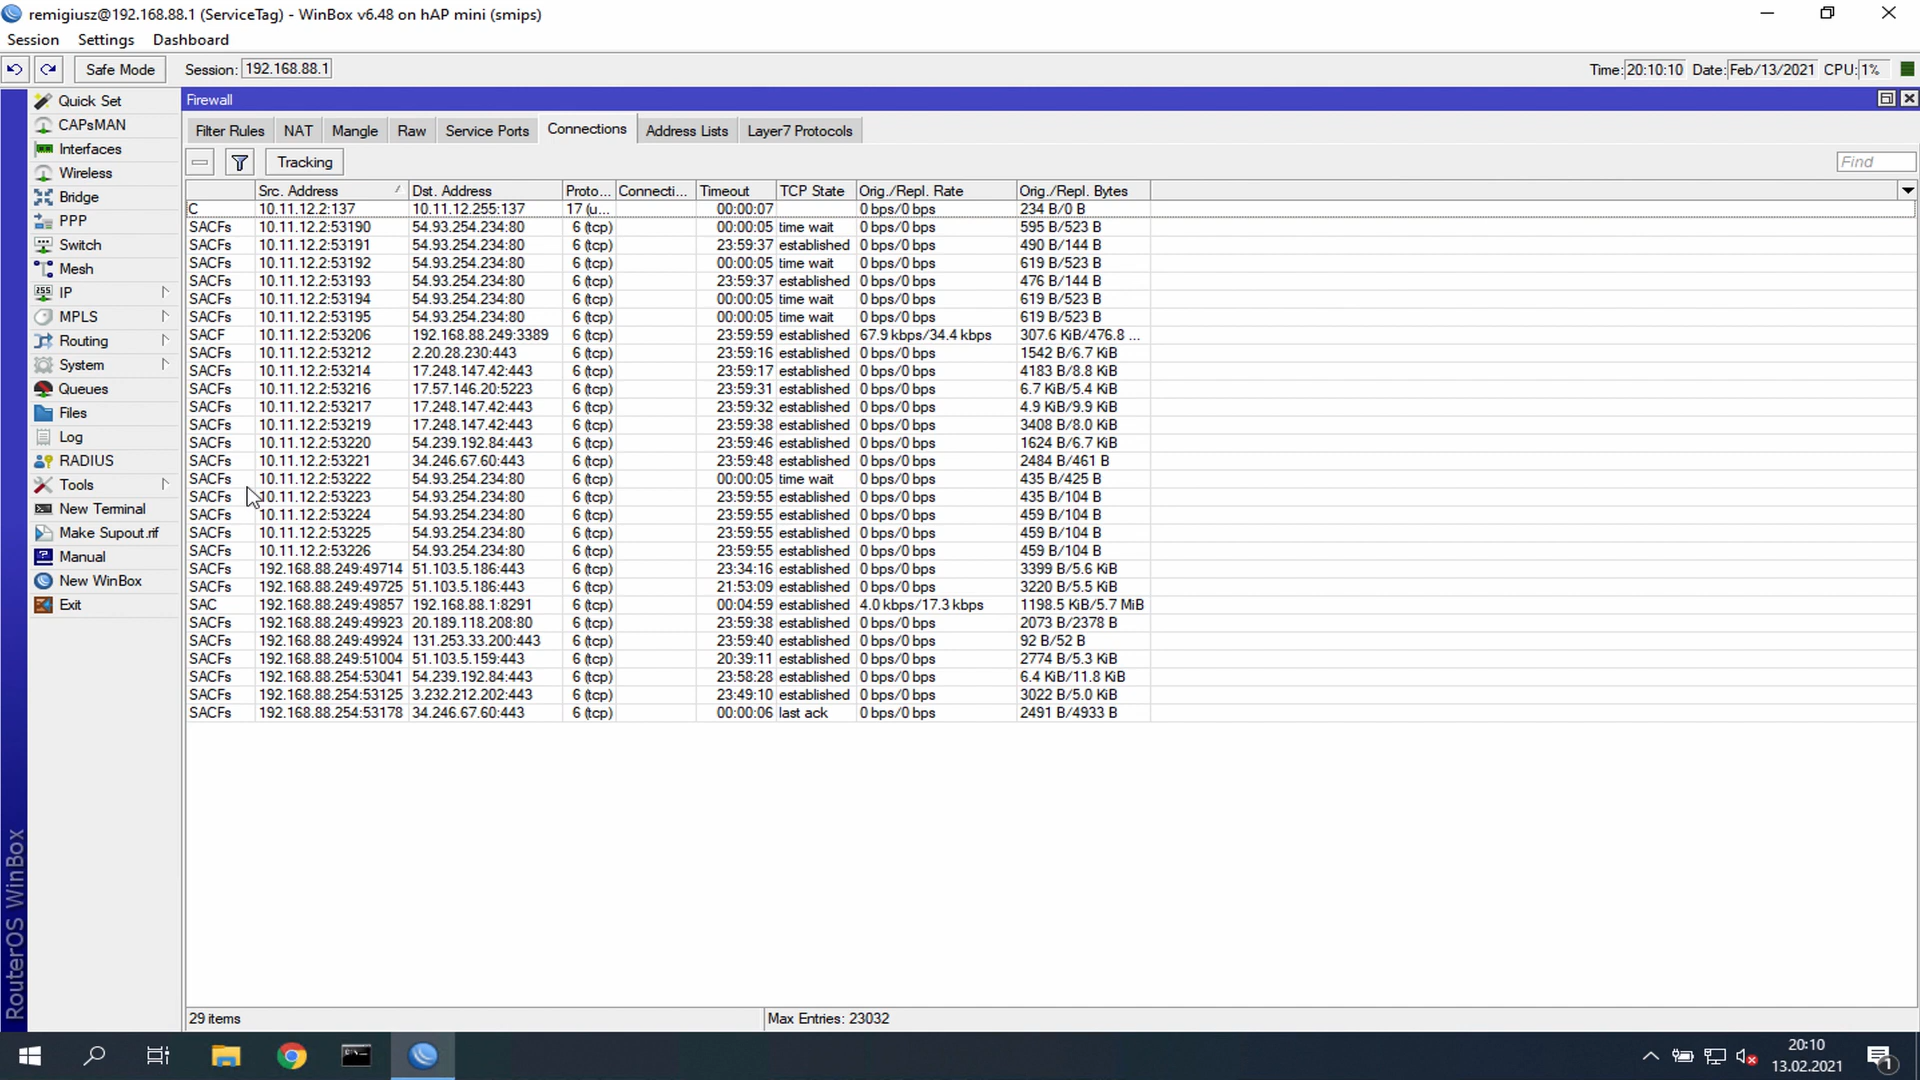 remigiusz@192.168.88.1 (ServiceTag) - WinBox v6.48 on hAP mini (smips)
Session Settings Dashboard
Safe Mode Session: 192.168.88.1 Time: 20:10:10 Date: Feb/13/2021 CPU: 1%
Quick Set
CAPsMAN
Interfaces
Wireless
Bridge
PPP
Switch
Mesh
IP
MPLS
Routing
System
Queues
Files
Log
RADIUS
Tools
New Terminal
Make Supout.rif
Manual
New WinBox
Exit
RouterOS WinBox
Firewall
Filter Rules NAT Mangle Raw Service Ports Connections Address Lists Layer7 Protocols
Tracking Find
Src. Address Dst. Address Proto... Connecti... Timeout TCP State Orig./Repl. Rate Orig./Repl. Bytes
C 10.11.12.2:137 10.11.12.255:137 17 (u... 00:00:07 0 bps/0 bps 234 B/0 B
SACFs 10.11.12.2:53190 54.93.254.234:80 6 (tcp) 00:00:05 time wait 0 bps/0 bps 595 B/523 B
SACFs 10.11.12.2:53191 54.93.254.234:80 6 (tcp) 23:59:37 established 0 bps/0 bps 490 B/144 B
SACFs 10.11.12.2:53192 54.93.254.234:80 6 (tcp) 00:00:05 time wait 0 bps/0 bps 619 B/523 B
SACFs 10.11.12.2:53193 54.93.254.234:80 6 (tcp) 23:59:37 established 0 bps/0 bps 476 B/144 B
SACFs 10.11.12.2:53194 54.93.254.234:80 6 (tcp) 00:00:05 time wait 0 bps/0 bps 619 B/523 B
SACFs 10.11.12.2:53195 54.93.254.234:80 6 (tcp) 00:00:05 time wait 0 bps/0 bps 619 B/523 B
SACF 10.11.12.2:53206 192.168.88.249:3389 6 (tcp) 23:59:59 established 67.9 kbps/34.4 kbps 307.6 KiB/476.8 ...
SACFs 10.11.12.2:53212 2.20.28.230:443 6 (tcp) 23:59:16 established 0 bps/0 bps 1542 B/6.7 KiB
SACFs 10.11.12.2:53214 17.248.147.42:443 6 (tcp) 23:59:17 established 0 bps/0 bps 4183 B/8.8 KiB
SACFs 10.11.12.2:53216 17.57.146.20:5223 6 (tcp) 23:59:31 established 0 bps/0 bps 6.7 KiB/5.4 KiB
SACFs 10.11.12.2:53217 17.248.147.42:443 6 (tcp) 23:59:32 established 0 bps/0 bps 4.9 KiB/9.9 KiB
SACFs 10.11.12.2:53219 17.248.147.42:443 6 (tcp) 23:59:38 established 0 bps/0 bps 3408 B/8.0 KiB
SACFs 10.11.12.2:53220 54.239.192.84:443 6 (tcp) 23:59:46 established 0 bps/0 bps 1624 B/6.7 KiB
SACFs 10.11.12.2:53221 34.246.67.60:443 6 (tcp) 23:59:48 established 0 bps/0 bps 2484 B/461 B
SACFs 10.11.12.2:53222 54.93.254.234:80 6 (tcp) 00:00:05 time wait 0 bps/0 bps 435 B/425 B
SACFs 10.11.12.2:53223 54.93.254.234:80 6 (tcp) 23:59:55 established 0 bps/0 bps 435 B/104 B
SACFs 10.11.12.2:53224 54.93.254.234:80 6 (tcp) 23:59:55 established 0 bps/0 bps 459 B/104 B
SACFs 10.11.12.2:53225 54.93.254.234:80 6 (tcp) 23:59:55 established 0 bps/0 bps 459 B/104 B
SACFs 10.11.12.2:53226 54.93.254.234:80 6 (tcp) 23:59:55 established 0 bps/0 bps 459 B/104 B
SACFs 192.168.88.249:49714 51.103.5.186:443 6 (tcp) 23:34:16 established 0 bps/0 bps 3399 B/5.6 KiB
SACFs 192.168.88.249:49725 51.103.5.186:443 6 (tcp) 21:53:09 established 0 bps/0 bps 3220 B/5.5 KiB
SAC 192.168.88.249:49857 192.168.88.1:8291 6 (tcp) 00:04:59 established 4.0 kbps/17.3 kbps 1198.5 KiB/5.7 MiB
SACFs 192.168.88.249:49923 20.189.118.208:80 6 (tcp) 23:59:38 established 0 bps/0 bps 2073 B/2378 B
SACFs 192.168.88.249:49924 131.253.33.200:443 6 (tcp) 23:59:40 established 0 bps/0 bps 92 B/52 B
SACFs 192.168.88.249:51004 51.103.5.159:443 6 (tcp) 20:39:11 established 0 bps/0 bps 2774 B/5.3 KiB
SACFs 192.168.88.254:53041 54.239.192.84:443 6 (tcp) 23:58:28 established 0 bps/0 bps 6.4 KiB/11.8 KiB
SACFs 192.168.88.254:53125 3.232.212.202:443 6 (tcp) 23:49:10 established 0 bps/0 bps 3022 B/5.0 KiB
SACFs 192.168.88.254:53178 34.246.67.60:443 6 (tcp) 00:00:06 last ack 0 bps/0 bps 2491 B/4933 B
29 items Max Entries: 23032
20:10
13.02.2021
1